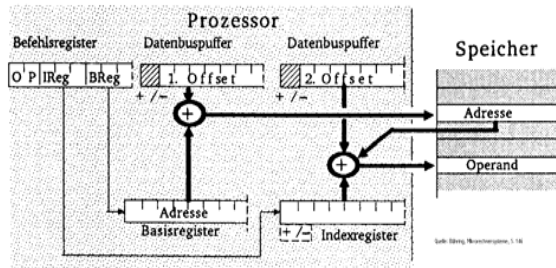 Prozessor
Befehlsregister
Datenbuspuffer
Datenbuspuffer
Speicher
O P IReg BReg
1. Offset
2. Offset
+ / −
+ / −
+
Adresse
+
Operand
Adresse
Basisregister
+ / −
Indexregister